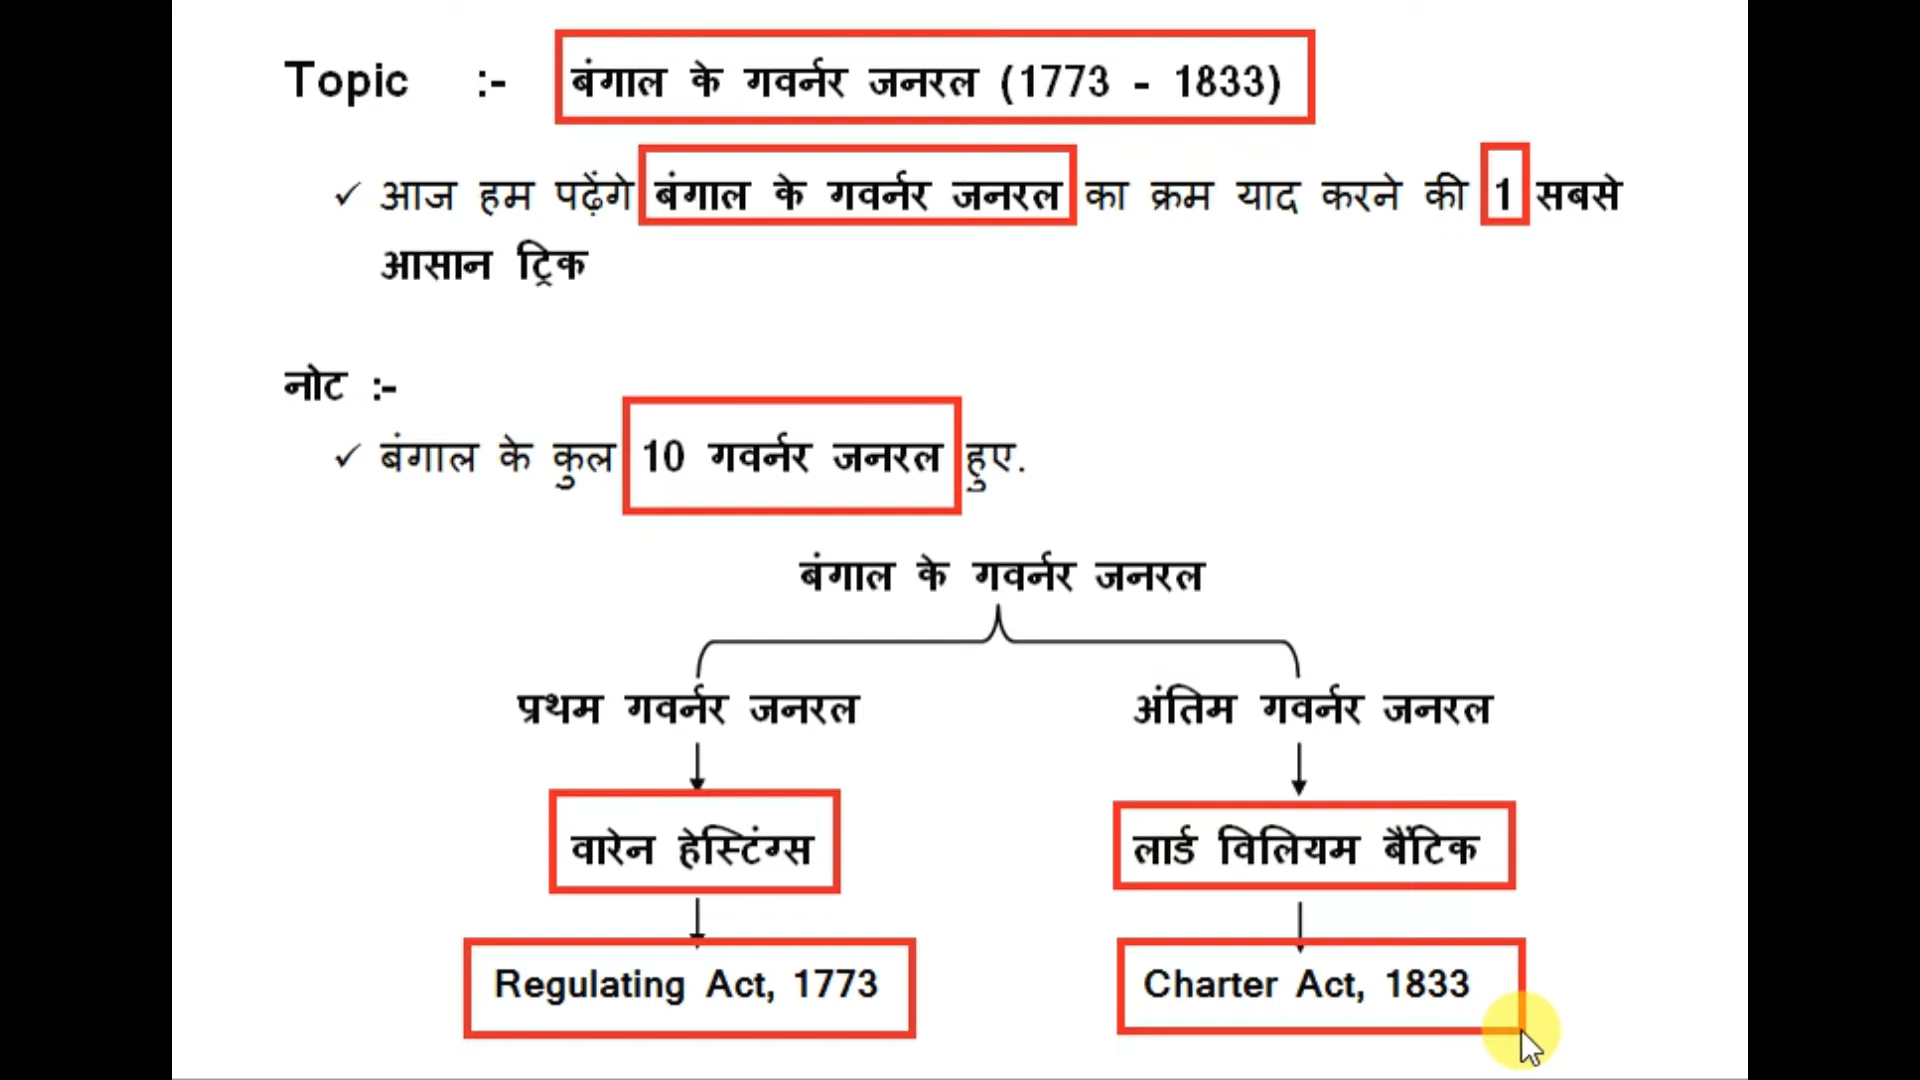 Topic :- बंगाल के गवर्नर जनरल (1773 - 1833)
✓ आज हम पढ़ेंगे बंगाल के गवर्नर जनरल का क्रम याद करने की 1 सबसे
आसान ट्रिक
नोट :-
✓ बंगाल के कुल 10 गवर्नर जनरल हुए.
बंगाल के गवर्नर जनरल
प्रथम गवर्नर जनरल अंतिम गवर्नर जनरल
वारेन हेस्टिंग्स लार्ड विलियम बैंटिक
Regulating Act, 1773 Charter Act, 1833